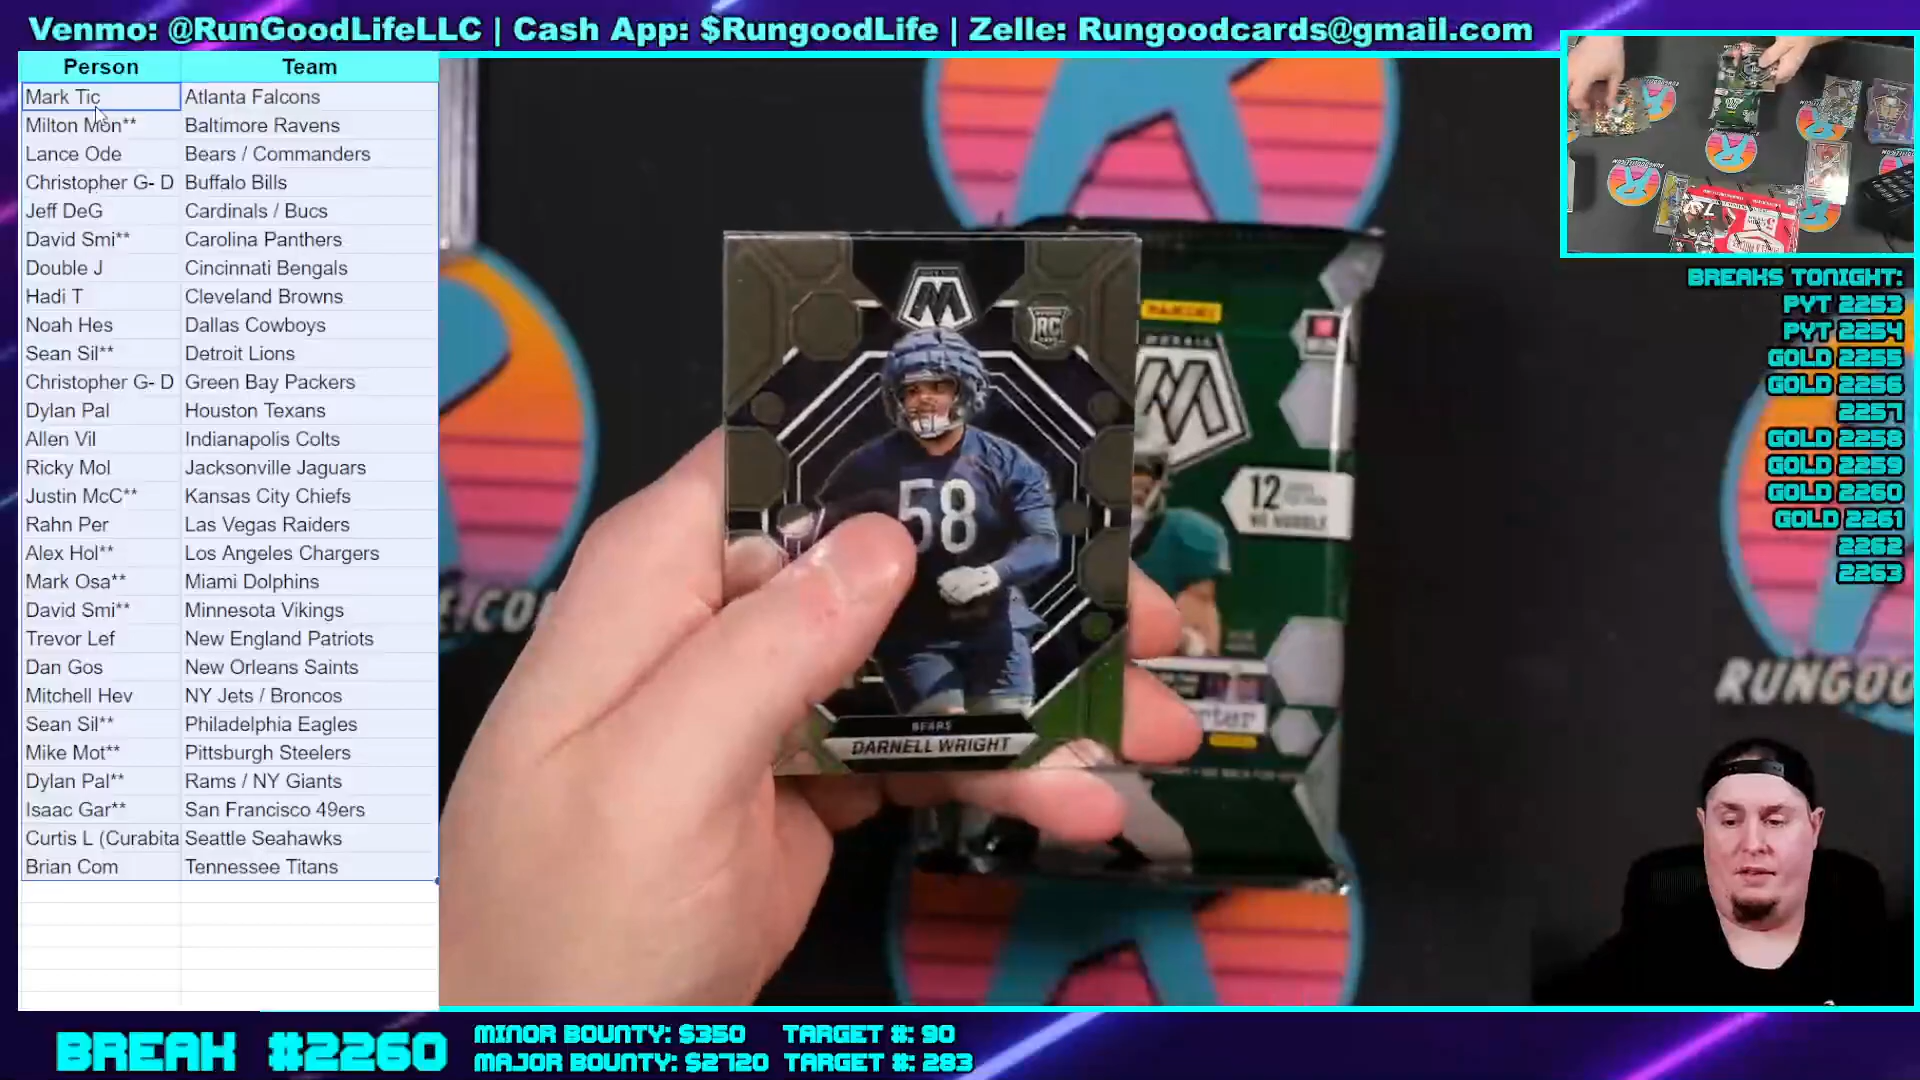 Venmo: @RunGoodLifeLLC | Cash App: $RungoodLife | Zelle: Rungoodcards@gmail.com
Person Team
Mark Tic Atlanta Falcons
Milton Mon** Baltimore Ravens
Lance Ode Bears / Commanders
Christopher G- D Buffalo Bills
Jeff DeG Cardinals / Bucs
David Smi** Carolina Panthers
Double J Cincinnati Bengals
Hadi T Cleveland Browns
Noah Hes Dallas Cowboys
Sean Sil** Detroit Lions
Christopher G- D Green Bay Packers
Dylan Pal Houston Texans
Allen Vil Indianapolis Colts
Ricky Mol Jacksonville Jaguars
Justin McC** Kansas City Chiefs
Rahn Per Las Vegas Raiders
Alex Hol** Los Angeles Chargers
Mark Osa** Miami Dolphins
David Smi** Minnesota Vikings
Trevor Lef New England Patriots
Dan Gos New Orleans Saints
Mitchell Hev NY Jets / Broncos
Sean Sil** Philadelphia Eagles
Mike Mot** Pittsburgh Steelers
Dylan Pal** Rams / NY Giants
Isaac Gar** San Francisco 49ers
Curtis L (Curabita Seattle Seahawks
Brian Com Tennessee Titans
RC
58
BEARS
DARNELL WRIGHT
PANINI
12
RUNGOO
BREAKS TONIGHT:
PYT 2253
PYT 2254
GOLD 2255
GOLD 2256
2257
GOLD 2258
GOLD 2259
GOLD 2260
GOLD 2261
2262
2263
BREAK #2260
MINOR BOUNTY: $350 TARGET #: 90
MAJOR BOUNTY: $2720 TARGET #: 283